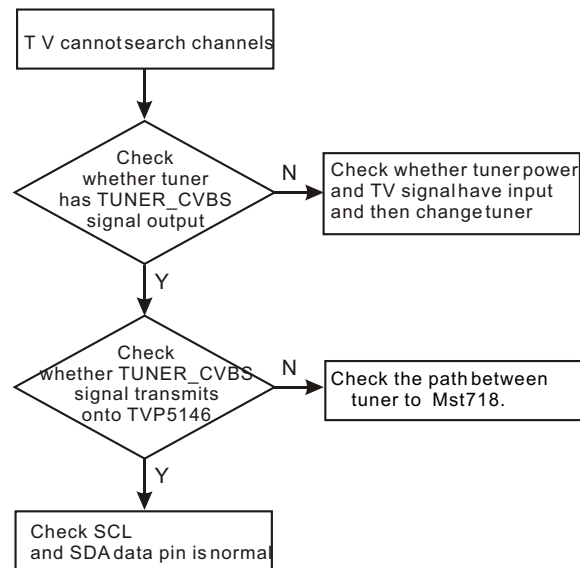 TV cannot search channels
Check
whether tuner
has TUNER_CVBS
signal output
N
Check whether tuner power
and TV signal have input
and then change tuner
Y
Check
whether TUNER_CVBS
signal transmits
onto TVP5146
N
Check the path between
tuner to Mst718.
Y
Check SCL
and SDA data pin is normal